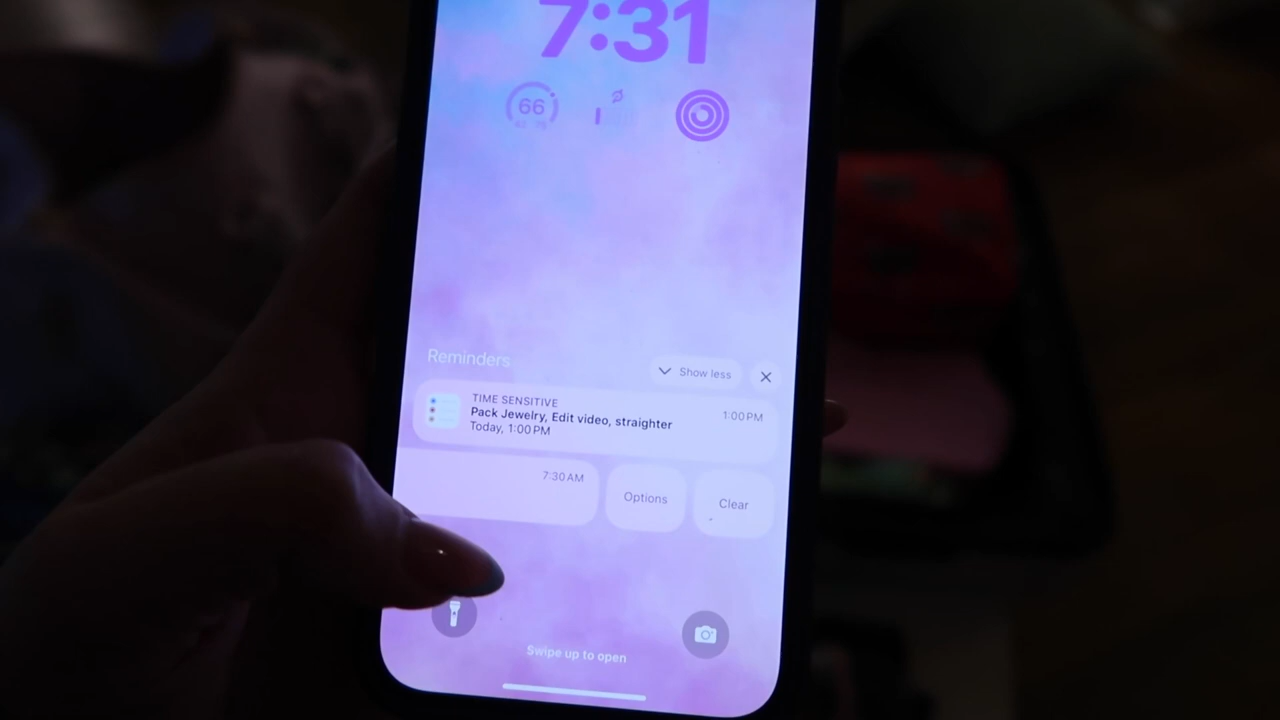 7:31
66
Reminders
Show less
TIME SENSITIVE
1:00 PM
Pack Jewelry, Edit video, straighter
Today, 1:00 PM
7:30 AM
Options
Clear
Swipe up to open